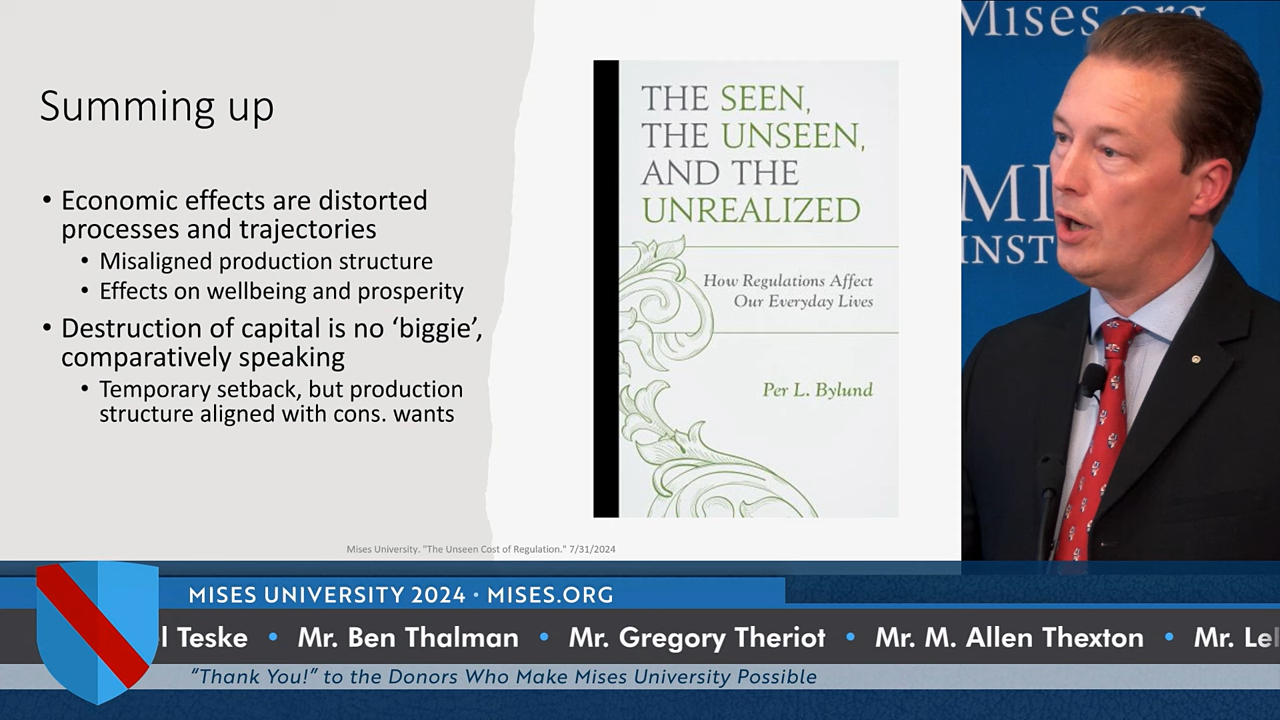 Summing up
• Economic effects are distorted
processes and trajectories
• Misaligned production structure
• Effects on wellbeing and prosperity
• Destruction of capital is no ‘biggie’,
comparatively speaking
• Temporary setback, but production
structure aligned with cons. wants
THE SEEN,
THE UNSEEN,
AND THE
UNREALIZED
How Regulations Affect
Our Everyday Lives
Per L. Bylund
Mises University. "The Unseen Cost of Regulation." 7/31/2024
Mises.org
MI
INST
MISES UNIVERSITY 2024 • MISES.ORG
l Teske • Mr. Ben Thalman • Mr. Gregory Theriot • Mr. M. Allen Thexton • Mr. Lel
“Thank You!” to the Donors Who Make Mises University Possible